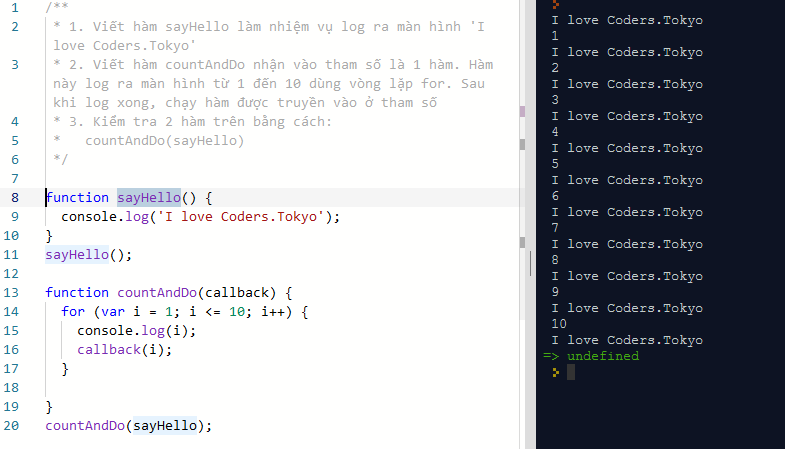 1 /**
2 * 1. Viết hàm sayHello làm nhiệm vụ log ra màn hình 'I
love Coders.Tokyo'
3 * 2. Viết hàm countAndDo nhận vào tham số là 1 hàm. Hàm
này log ra màn hình từ 1 đến 10 dùng vòng lặp for. Sau
khi log xong, chạy hàm được truyền vào ở tham số
4 * 3. Kiểm tra 2 hàm trên bằng cách:
5 *   countAndDo(sayHello)
6 */
7
8 function sayHello() {
9   console.log('I love Coders.Tokyo');
10 }
11 sayHello();
12
13 function countAndDo(callback) {
14   for (var i = 1; i <= 10; i++) {
15     console.log(i);
16     callback(i);
17   }
18
19 }
20 countAndDo(sayHello);
I love Coders.Tokyo
1
I love Coders.Tokyo
2
I love Coders.Tokyo
3
I love Coders.Tokyo
4
I love Coders.Tokyo
5
I love Coders.Tokyo
6
I love Coders.Tokyo
7
I love Coders.Tokyo
8
I love Coders.Tokyo
9
I love Coders.Tokyo
10
I love Coders.Tokyo
=> undefined